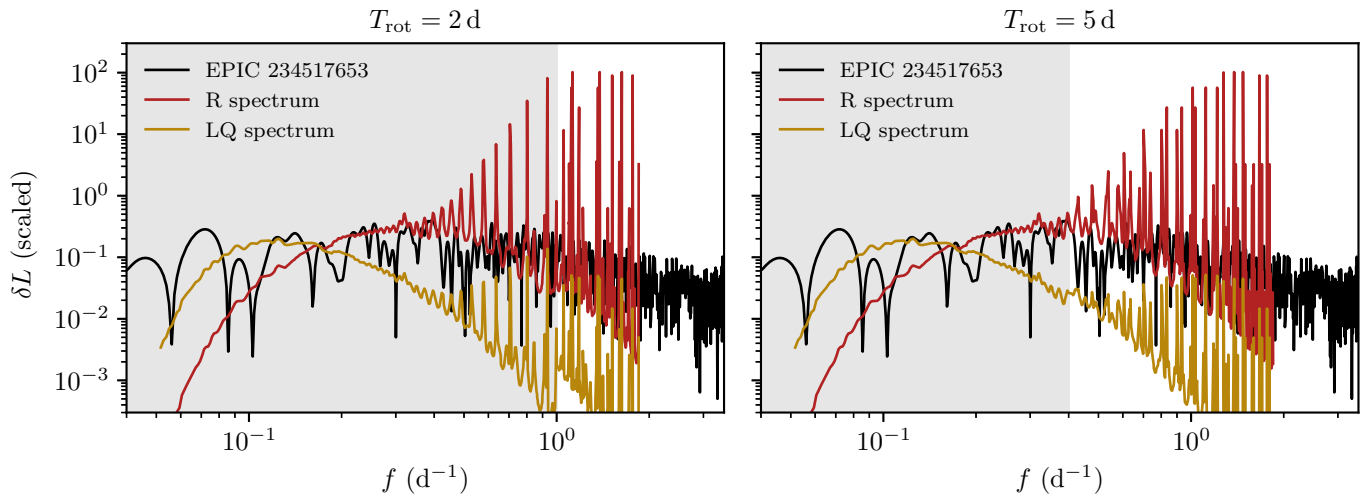 T_rot = 2 d
EPIC 234517653
R spectrum
LQ spectrum
δL (scaled)
10^2
10^1
10^0
10^−1
10^−2
10^−3
10^−1
10^0
f (d^−1)
T_rot = 5 d
EPIC 234517653
R spectrum
LQ spectrum
10^−1
10^0
f (d^−1)